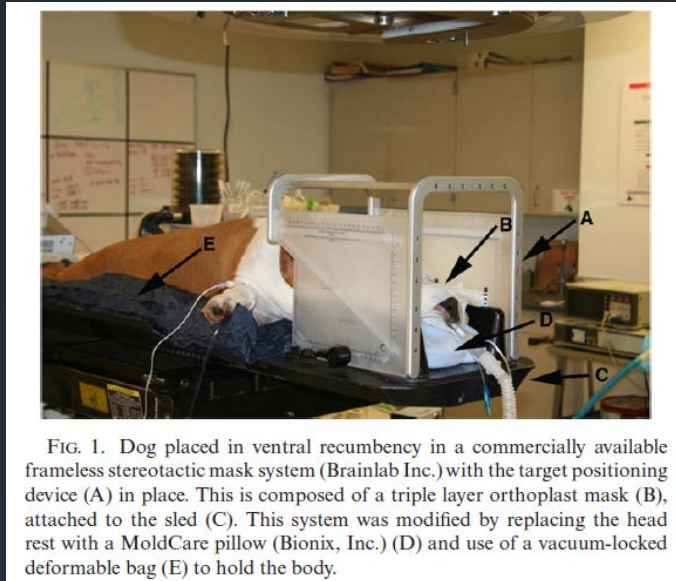 B
A
E
D
C
FIG. 1. Dog placed in ventral recumbency in a commercially available
frameless stereotactic mask system (Brainlab Inc.) with the target positioning
device (A) in place. This is composed of a triple layer orthoplast mask (B),
attached to the sled (C). This system was modified by replacing the head
rest with a MoldCare pillow (Bionix, Inc.) (D) and use of a vacuum-locked
deformable bag (E) to hold the body.